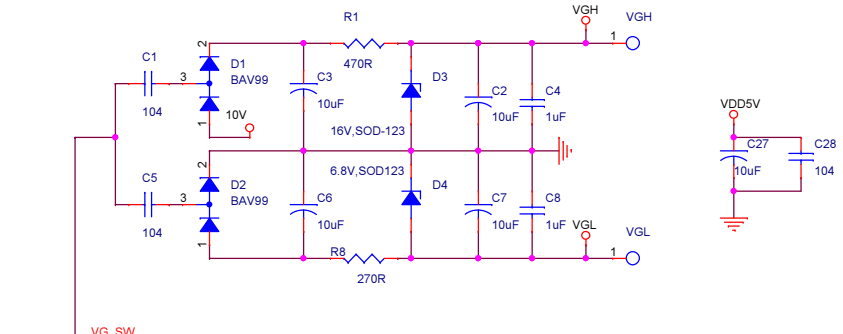 R1
VGH
VGH
1
470R
C1
104
2
3
1
D1
BAV99
10V
C3
10uF
D3
16V,SOD-123
C2
10uF
C4
1uF
C5
104
2
3
1
D2
BAV99
C6
10uF
6.8V,SOD123
D4
C7
10uF
C8
1uF
R8
270R
VGL
VGL
1
VDD5V
C27
10uF
C28
104
VG_SW